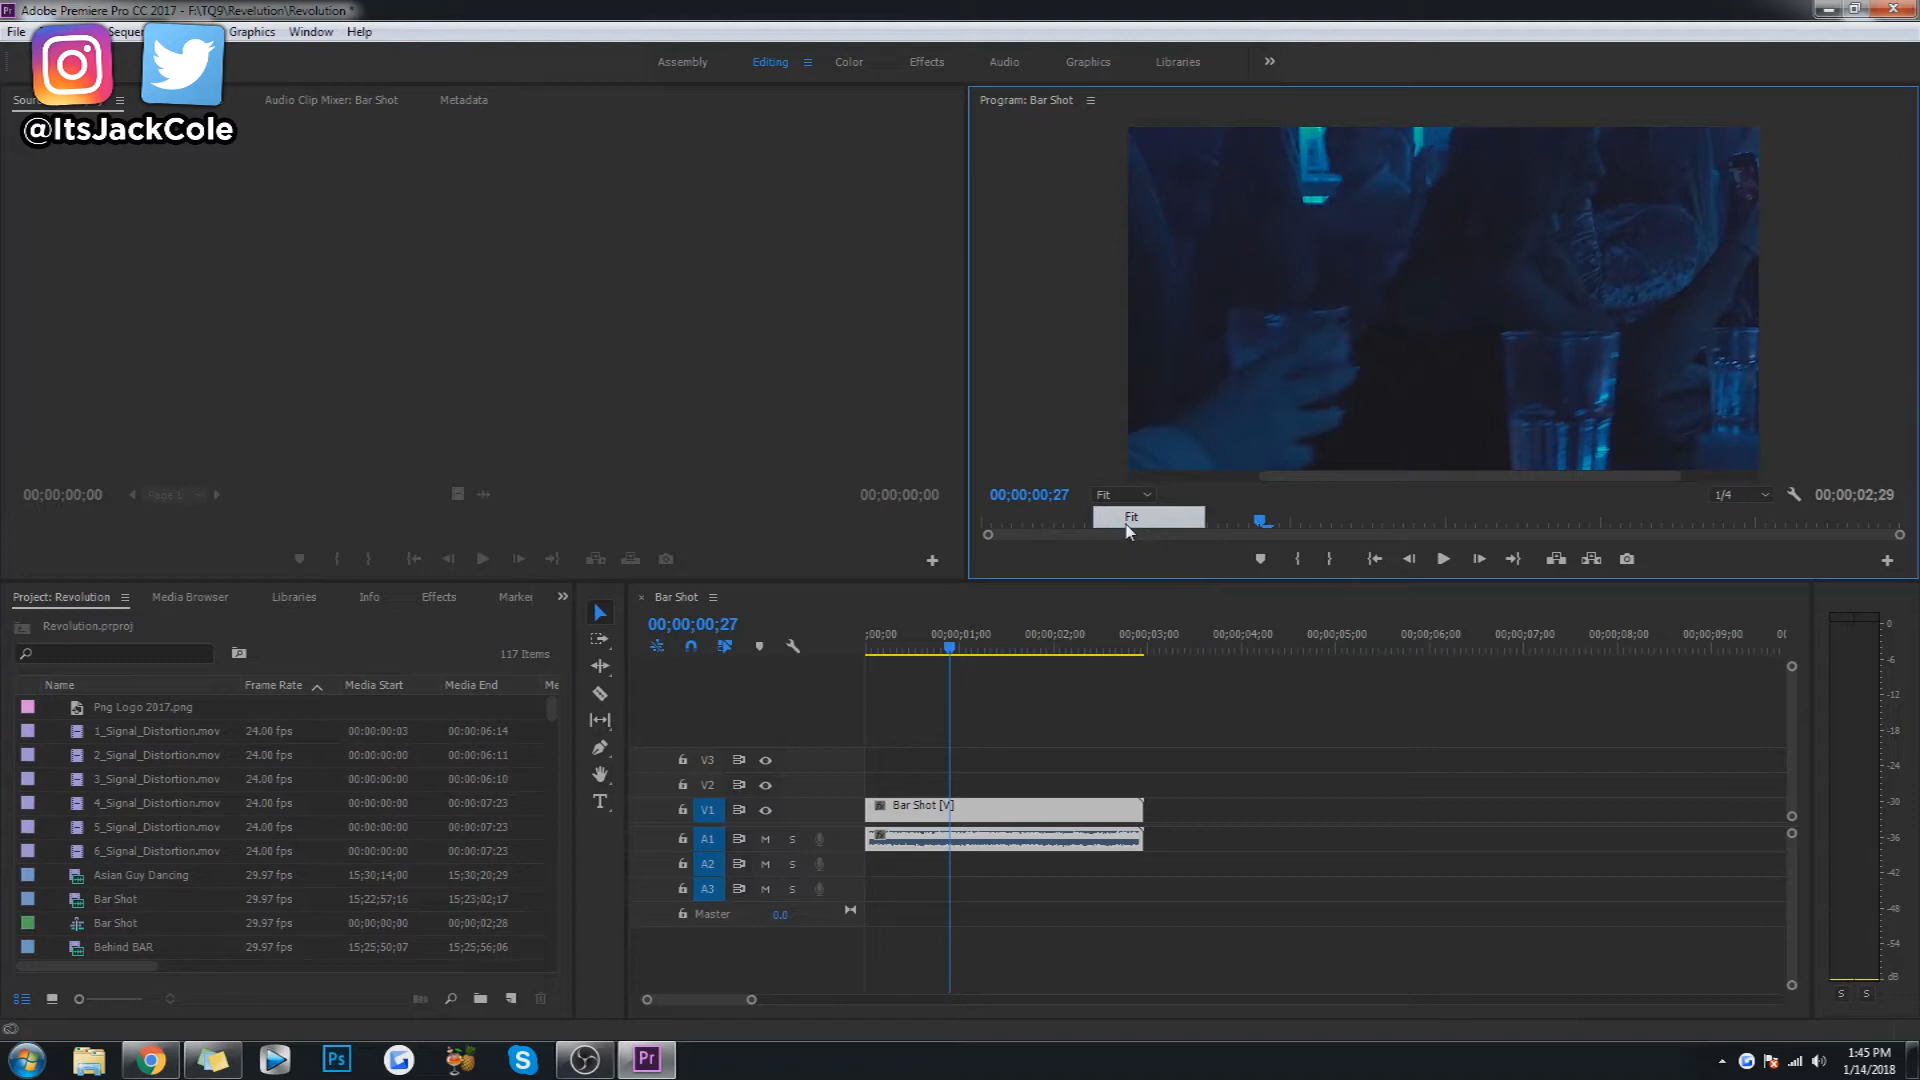 Adobe Premiere Pro CC 2017 - F:\TQ9\Revelution\Revolution *
File
Sequen
Graphics
Window
Help
@ItsJackCole
Assembly
Editing
Color
Effects
Audio
Graphics
Libraries
Sour
Audio Clip Mixer: Bar Shot
Metadata
Program: Bar Shot
00;00;00;00
Page 1
00;00;00;00
00;00;00;27
Fit
1/4
00;00;02;29
Fit
Project: Revolution
Media Browser
Libraries
Info
Effects
Marker
Revolution.prproj
117 Items
Name
Frame Rate
Media Start
Media End
Me
Png Logo 2017.png
1_Signal_Distortion.mov 24.00 fps 00:00:00:03 00:00:06:14
2_Signal_Distortion.mov 24.00 fps 00:00:00:00 00:00:06:11
3_Signal_Distortion.mov 24.00 fps 00:00:00:00 00:00:06:10
4_Signal_Distortion.mov 24.00 fps 00:00:00:00 00:00:07:23
5_Signal_Distortion.mov 24.00 fps 00:00:00:00 00:00:07:23
6_Signal_Distortion.mov 24.00 fps 00:00:00:00 00:00:07:23
Asian Guy Dancing 29.97 fps 15;30;14;00 15;30;20;29
Bar Shot 29.97 fps 15;22;57;16 15;23;02;17
Bar Shot 29.97 fps 00;00;00;00 00;00;02;28
Behind BAR 29.97 fps 15;25;50;07 15;25;56;06
Bar Shot
00;00;00;27
;00;00 00;00;01;00 00;00;02;00 00;00;03;00 00;00;04;00 00;00;05;00 00;00;06;00 00;00;07;00 00;00;08;00 00;00;09;00 00
V3
V2
V1
Bar Shot [V]
A1 M S
A2 M S
A3 M S
Master 0.0
0
-6
-12
-18
-24
-30
-36
-42
-48
-54
dB
S S
Ps
Pr
1:45 PM
1/14/2018